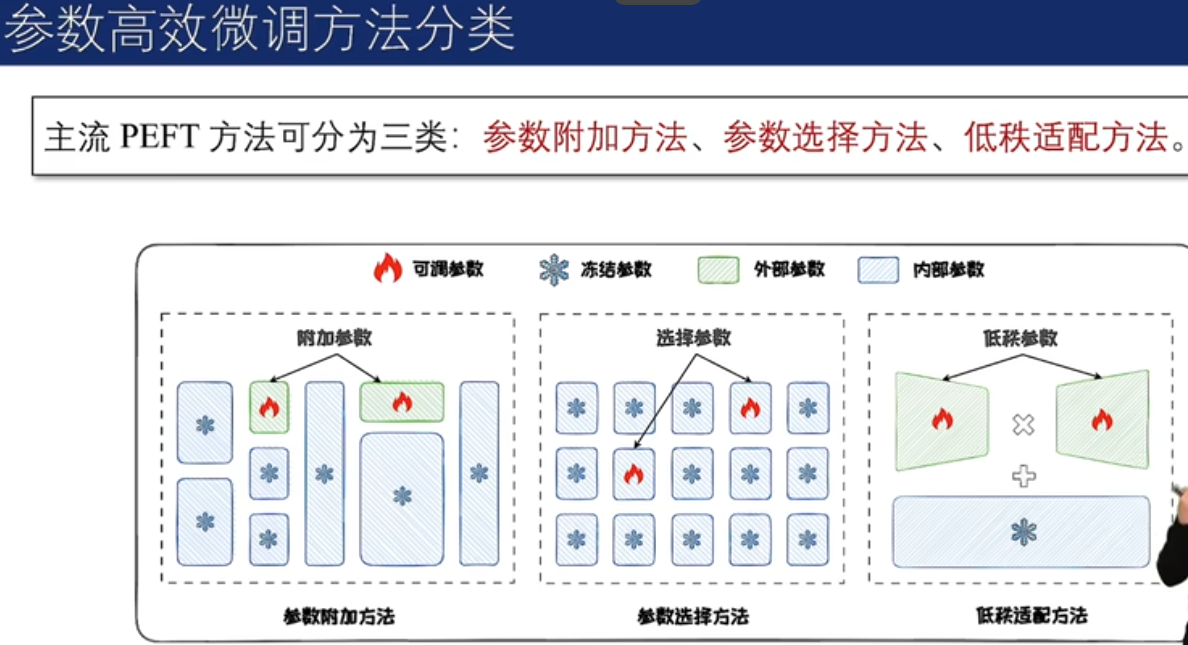 参数高效微调方法分类
主流 PEFT 方法可分为三类：参数附加方法、参数选择方法、低秩适配方法。
可调参数 冻结参数 外部参数 内部参数
附加参数 选择参数 低秩参数
参数附加方法 参数选择方法 低秩适配方法